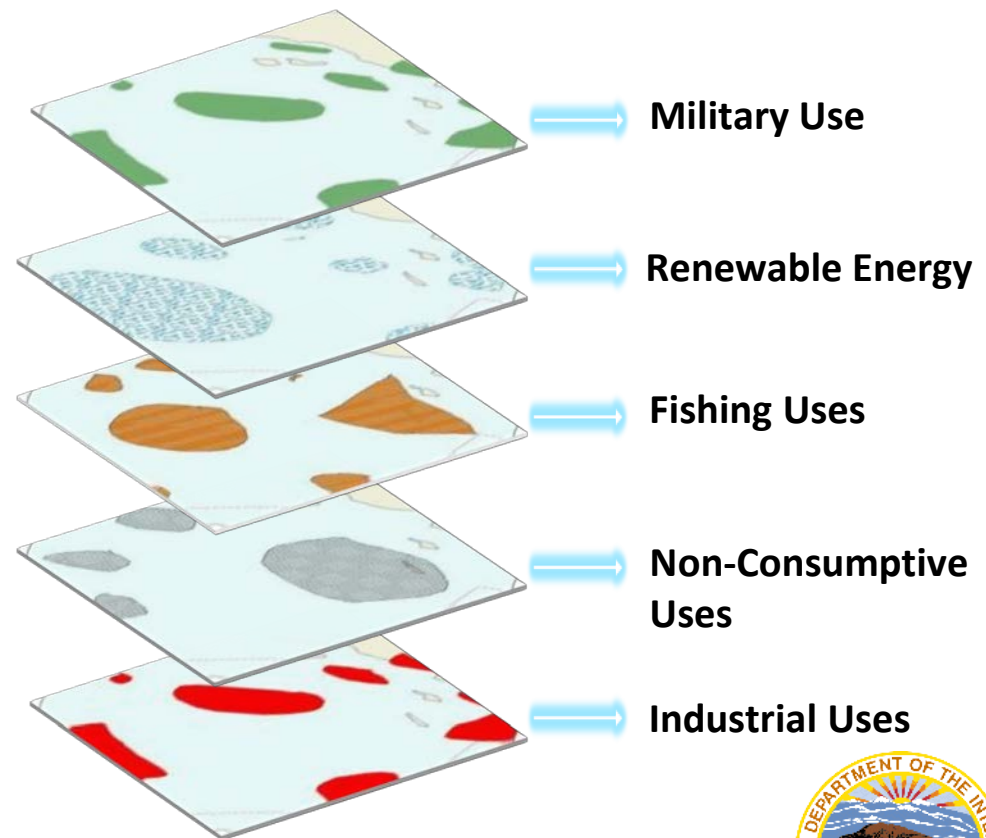 Military Use
Renewable Energy
Fishing Uses
Non-Consumptive
Uses
Industrial Uses
DEPARTMENT OF THE